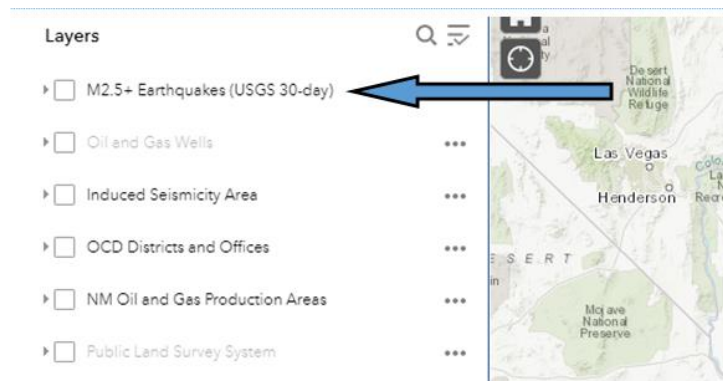 Layers
M2.5+ Earthquakes (USGS 30-day)
Oil and Gas Wells
Induced Seismicity Area
OCD Districts and Offices
NM Oil and Gas Production Areas
Public Land Survey System
Desert
National
Wildlife
Refuge
Las Vegas
Henderson
E S E R T
Mojave
National
Preserve